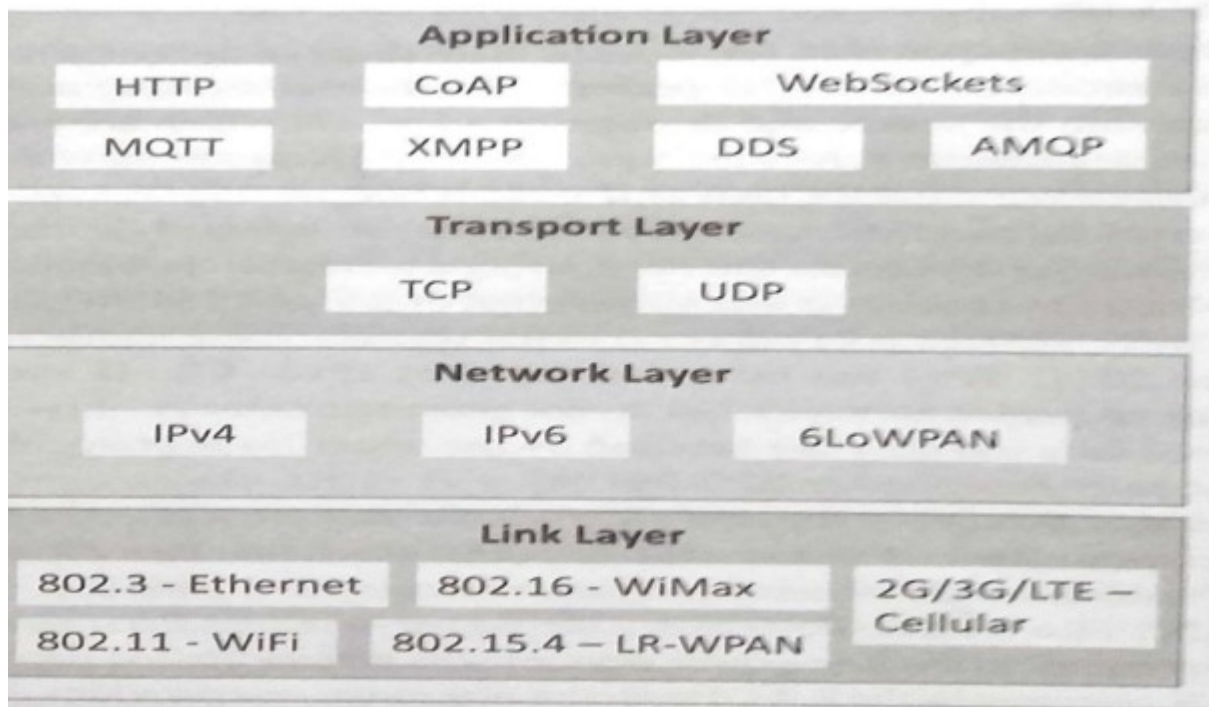 Application Layer
HTTP CoAP WebSockets
MQTT XMPP DDS AMQP
Transport Layer
TCP UDP
Network Layer
IPv4 IPv6 6LoWPAN
Link Layer
802.3 - Ethernet 802.16 - WiMax 2G/3G/LTE –
Cellular
802.11 - WiFi 802.15.4 – LR-WPAN